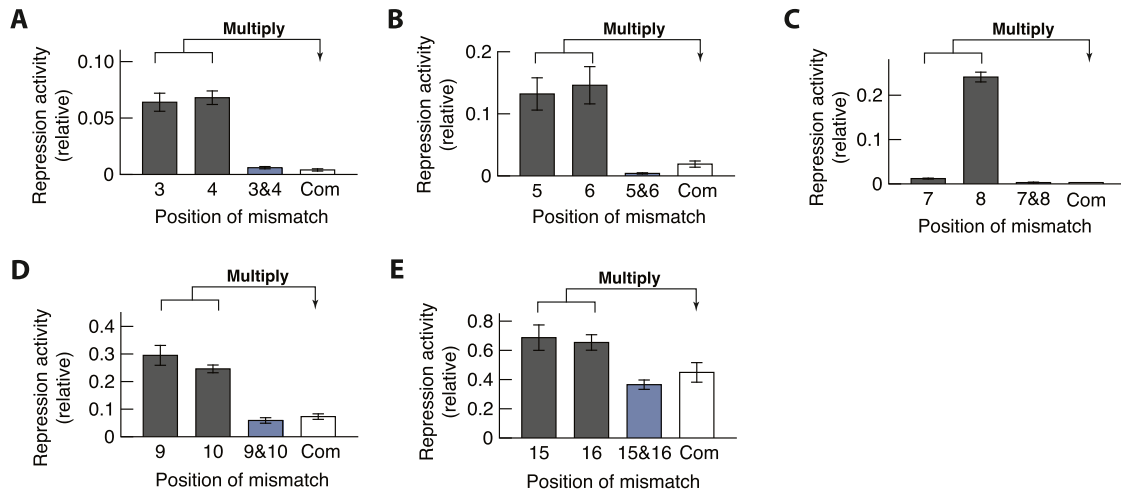 A
Multiply
Repression activity
(relative)
0.10
0.05
0
3 4 3&4 Com
Position of mismatch
B
Multiply
Repression activity
(relative)
0.2
0.1
0
5 6 5&6 Com
Position of mismatch
C
Multiply
Repression activity
(relative)
0.2
0.1
0
7 8 7&8 Com
Position of mismatch
D
Multiply
Repression activity
(relative)
0.4
0.3
0.2
0.1
0
9 10 9&10 Com
Position of mismatch
E
Multiply
Repression activity
(relative)
0.8
0.6
0.4
0.2
0
15 16 15&16 Com
Position of mismatch